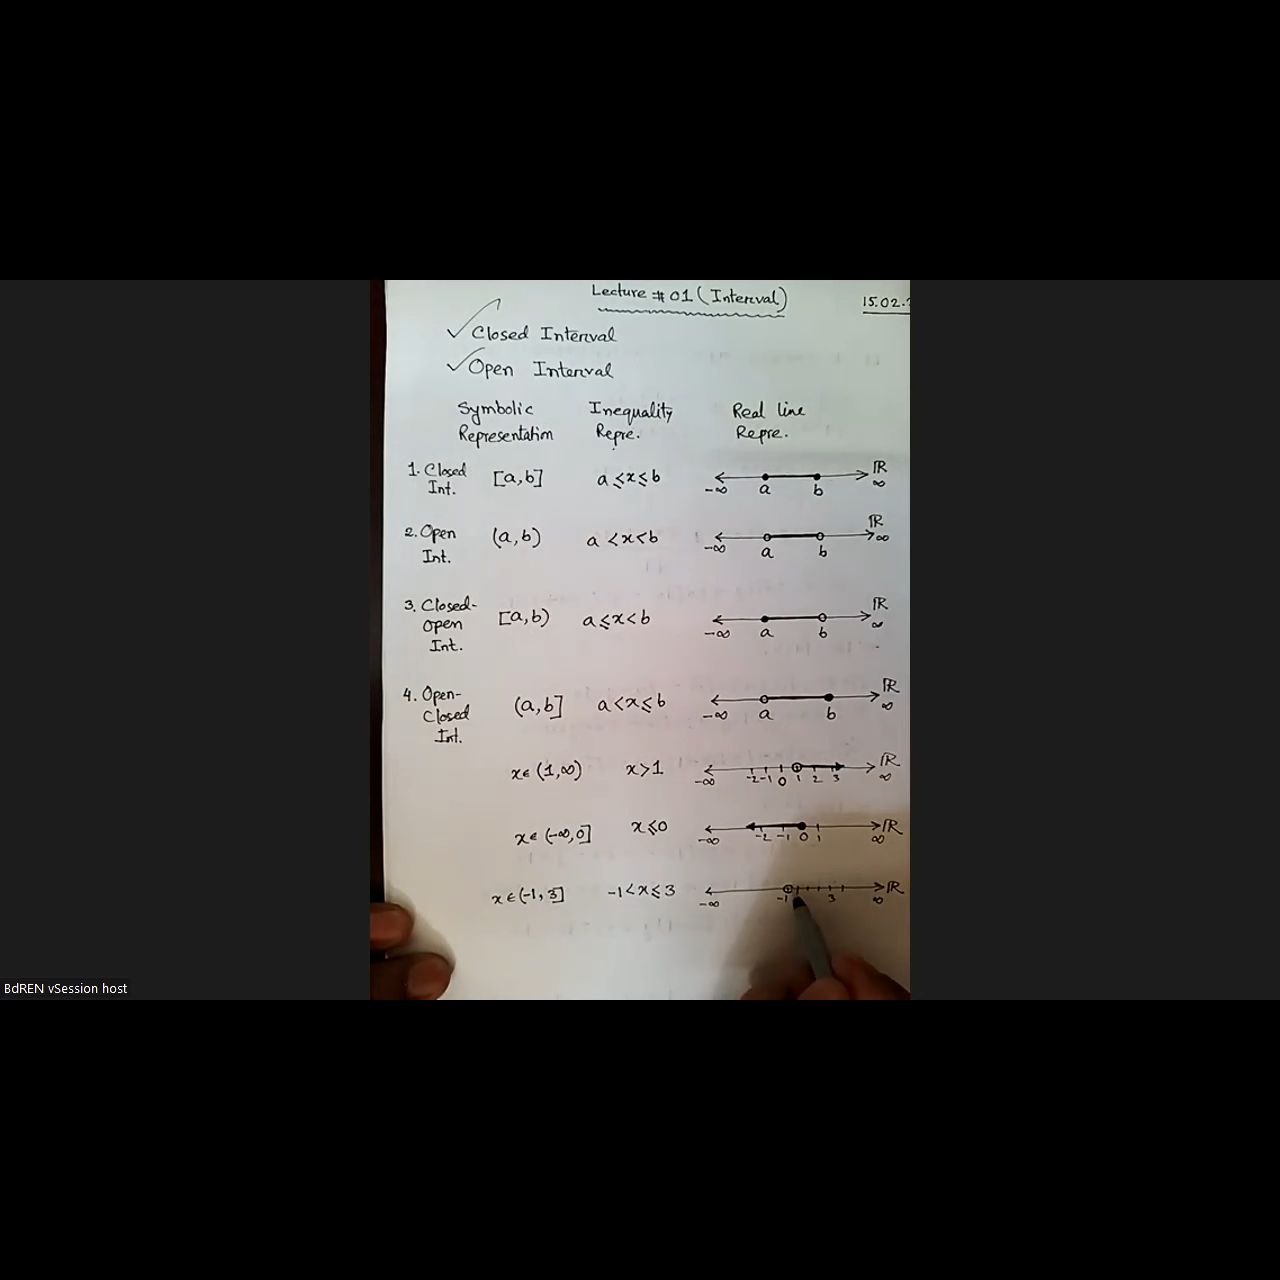 Lecture # 01 (Interval)
15.02.
Closed Interval
Open Interval
Symbolic Representation Inequality Repre. Real line Repre.
1. Closed Int. [a,b] a ≤ x ≤ b -∞ a b ∞ ℝ
2. Open Int. (a,b) a < x < b -∞ a b ∞ ℝ
3. Closed-Open Int. [a,b) a ≤ x < b -∞ a b ∞ ℝ
4. Open-Closed Int. (a,b] a < x ≤ b -∞ a b ∞ ℝ
x ∈ (1,∞) x > 1 -∞ -2 -1 0 1 2 3 ∞ ℝ
x ∈ (-∞,0] x ≤ 0 -∞ -2 -1 0 1 ∞ ℝ
x ∈ (-1, 3] -1 < x ≤ 3 -∞ -1 3 ∞ ℝ
BdREN vSession host